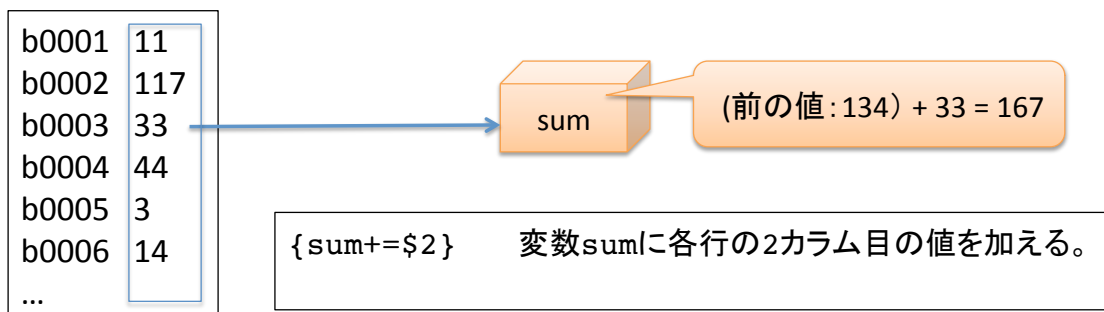 b0001 11
b0002 117
b0003 33
b0004 44
b0005 3
b0006 14
...
sum
(前の値:134) + 33 = 167
{sum+=$2} 変数sumに各行の2カラム目の値を加える。